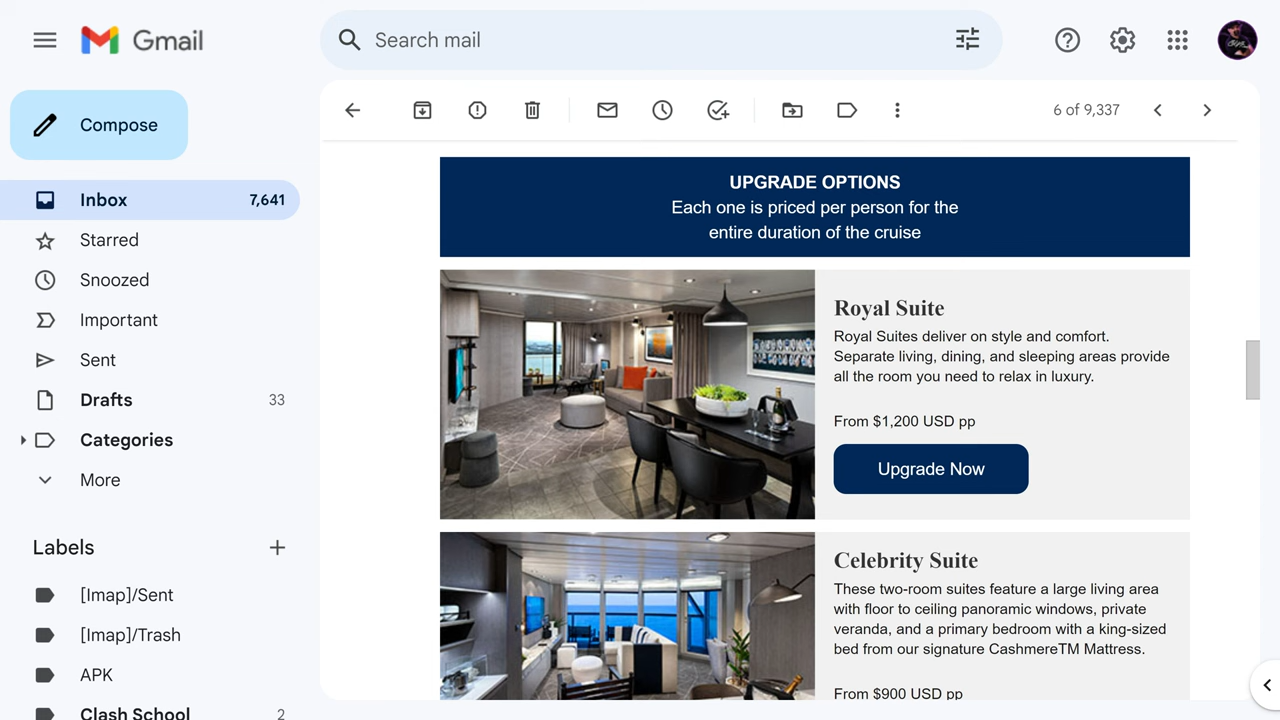 Gmail
Search mail
Compose
6 of 9,337
Inbox 7,641
Starred
Snoozed
Important
Sent
Drafts 33
Categories
More
Labels
[Imap]/Sent
[Imap]/Trash
APK
Clash School 2
UPGRADE OPTIONS
Each one is priced per person for the
entire duration of the cruise
Royal Suite
Royal Suites deliver on style and comfort.
Separate living, dining, and sleeping areas provide
all the room you need to relax in luxury.
From $1,200 USD pp
Upgrade Now
Celebrity Suite
These two-room suites feature a large living area
with floor to ceiling panoramic windows, private
veranda, and a primary bedroom with a king-sized
bed from our signature CashmereTM Mattress.
From $900 USD pp